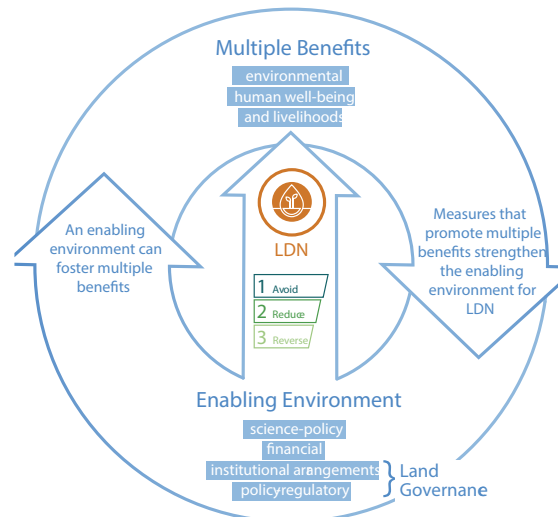 Multiple Benefits
environmental
human well-being
and livelihoods
An enabling
environment can
foster multiple
benefits
LDN
1 Avoid
2 Reduce
3 Reverse
Measures that
promote multiple
benefits strengthen
the enabling
environment for
LDN
Enabling Environment
science-policy
financial
institutional arangements
policyregulatory
Land
Governane